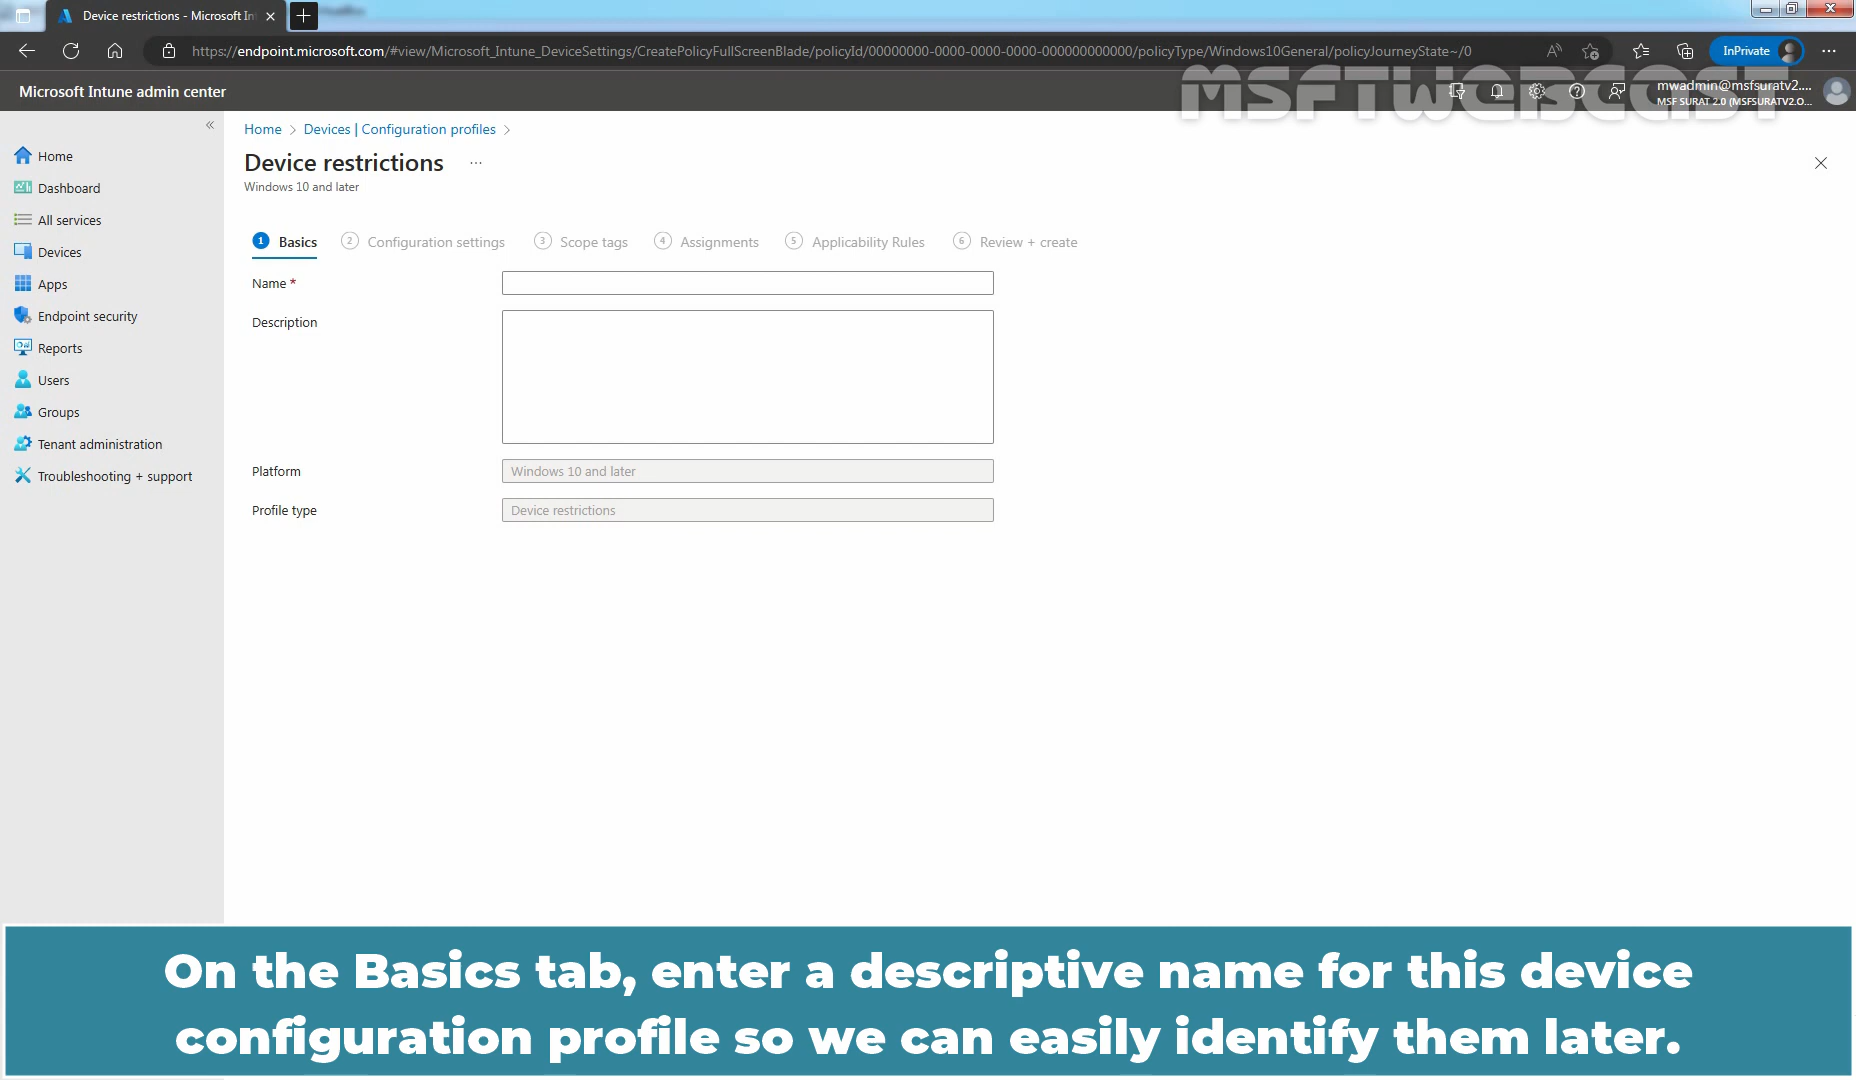 Device restrictions - Microsoft In
https://endpoint.microsoft.com/#view/Microsoft_Intune_DeviceSettings/CreatePolicyFullScreenBlade/policyId/00000000-0000-0000-0000-000000000000/policyType/Windows10General/policyJourneyState~/0
InPrivate
Microsoft Intune admin center
MSFTWEBCAST
mwadmin@msfsuratv2....
MSF SURAT 2.0 (MSFSURATV2.O...
Home > Devices | Configuration profiles >
Device restrictions ...
Windows 10 and later
Home
Dashboard
All services
Devices
Apps
Endpoint security
Reports
Users
Groups
Tenant administration
Troubleshooting + support
1 Basics 2 Configuration settings 3 Scope tags 4 Assignments 5 Applicability Rules 6 Review + create
Name *
Description
Platform Windows 10 and later
Profile type Device restrictions
On the Basics tab, enter a descriptive name for this device
configuration profile so we can easily identify them later.